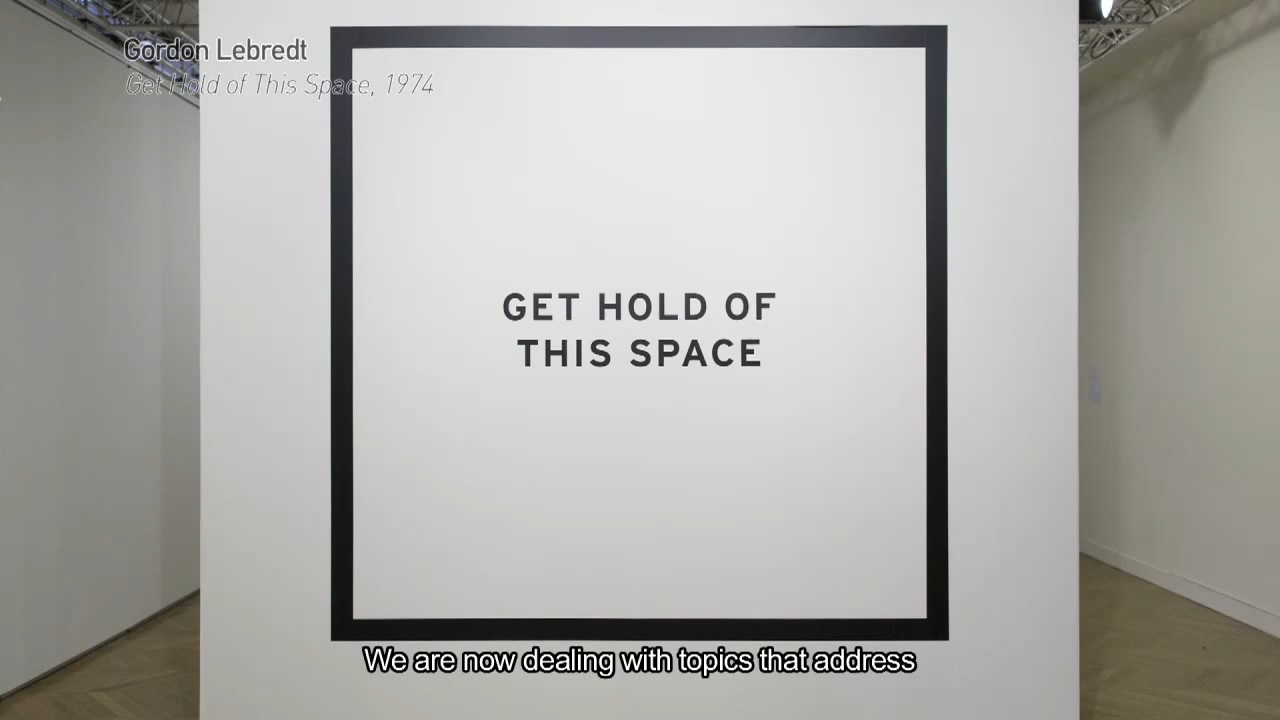 Gordon Lebredt
Get Hold of This Space, 1974
GET HOLD OF
THIS SPACE
We are now dealing with topics that address